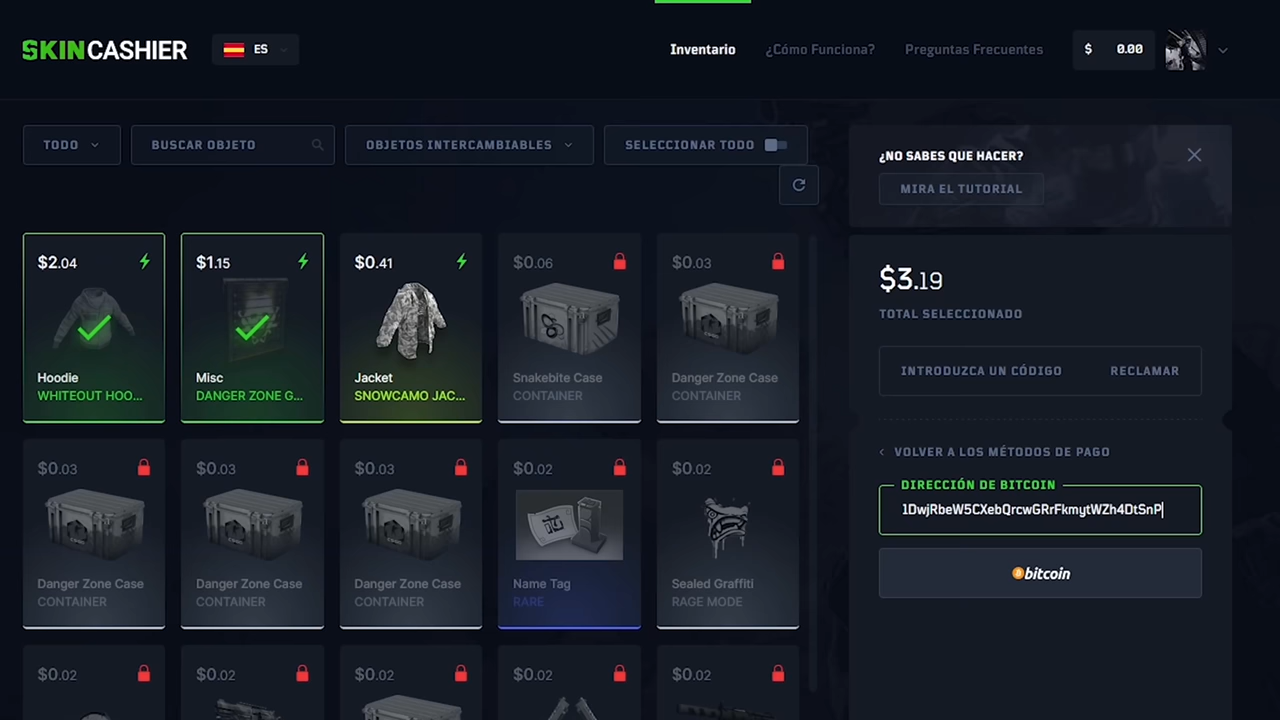 SKINCASHIER
ES
Inventario
¿Cómo Funciona?
Preguntas Frecuentes
$ 0.00
TODO
BUSCAR OBJETO
OBJETOS INTERCAMBIABLES
SELECCIONAR TODO
¿NO SABES QUE HACER?
MIRA EL TUTORIAL
$2.04
Hoodie
WHITEOUT HOO...
$1.15
Misc
DANGER ZONE G...
$0.41
Jacket
SNOWCAMO JAC...
$0.06
Snakebite Case
CONTAINER
$0.03
Danger Zone Case
CONTAINER
$0.03
Danger Zone Case
CONTAINER
$0.03
Danger Zone Case
CONTAINER
$0.03
Danger Zone Case
CONTAINER
$0.02
Name Tag
RARE
$0.02
Sealed Graffiti
RAGE MODE
$0.02
$0.02
$0.02
$0.02
$0.02
$3.19
TOTAL SELECCIONADO
INTRODUZCA UN CÓDIGO
RECLAMAR
VOLVER A LOS MÉTODOS DE PAGO
DIRECCIÓN DE BITCOIN
1DwjRbeW5CXebQrcwGRrFkmytWZh4DtSnP
bitcoin